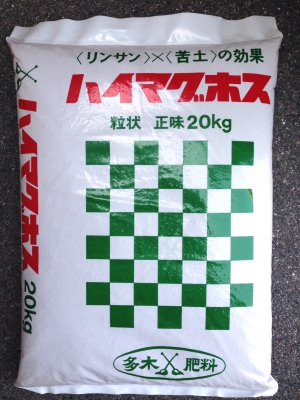 〈リンサン〉×〈苦土〉の効果
ハイマグホス
粒状 正味20kg
多木 肥料
ハイマグホス 20kg